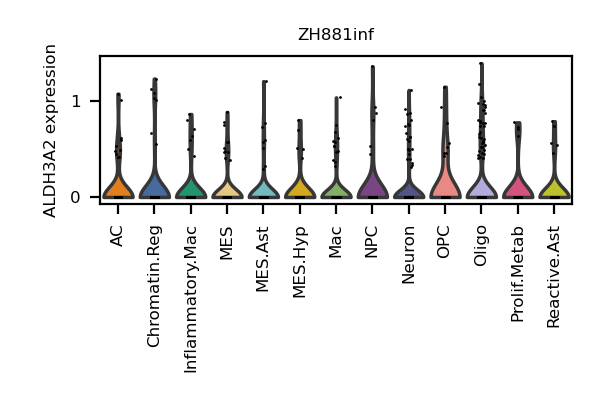 ZH881inf
ALDH3A2 expression
1
0
AC
Chromatin.Reg
Inflammatory.Mac
MES
MES.Ast
MES.Hyp
Mac
NPC
Neuron
OPC
Oligo
Prolif.Metab
Reactive.Ast